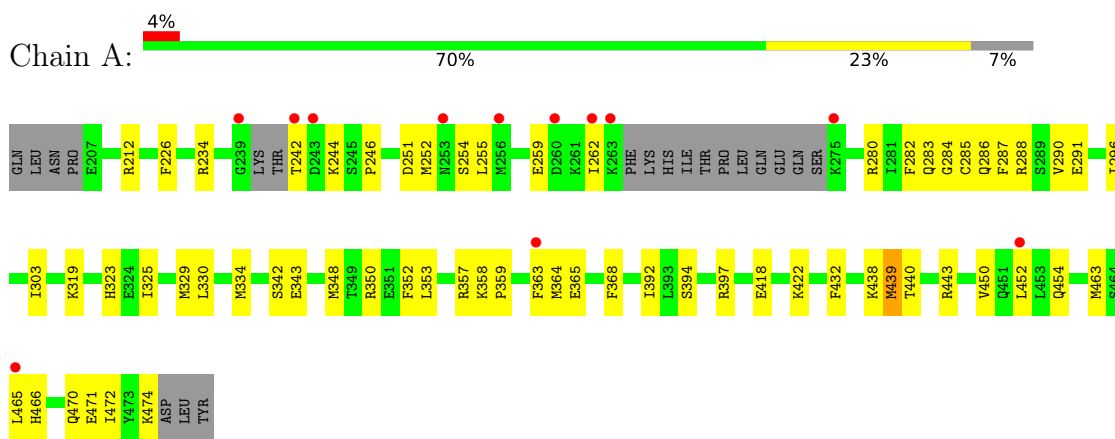 4%
Chain A:
70% 23% 7%
GLN LEU ASN PRO E207 R212 F226 R234 G239 LYS THR T242 D243 K244 S245 P246 D251 M252 N253 S254 L255 M256 E259 D260 K261 I262 K263 PHE LYS HIS ILE THR PRO LEU GLN GLU GLN SER K275 R280 I281 F282 Q283 G284 C285 Q286 F287 R288 S289 V290 E291 I296
I303 K319 H323 E324 I325 M329 L330 M334 S342 E343 M348 T349 R350 E351 F352 L353 R357 K358 P359 F363 M364 E365 F368 I392 L393 S394 R397 E418 K422 F432 K438 M439 T440 R443 V450 Q451 L452 L453 Q454 M463 S464
L465 H466 Q470 E471 I472 Y473 K474 ASP LEU TYR